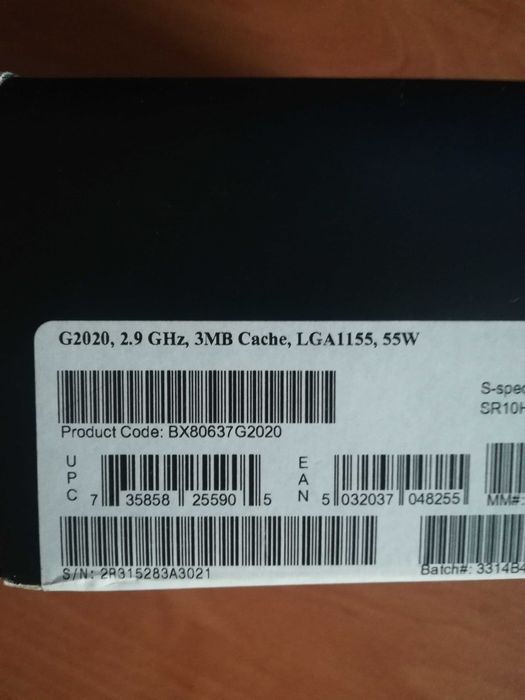 G2020, 2.9 GHz, 3MB Cache, LGA1155, 55W
S-spec
SR10H
Product Code: BX80637G2020
UPC 7 35858 25590 5
EAN 5 032037 048255
MM#:
S/N: 2R315283A3021
Batch#: 3314B4